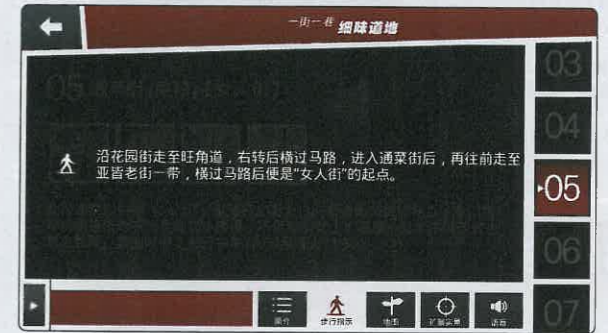 一街一巷 细味道地
03
04
沿花园街走至旺角道，右转后横过马路，进入通菜街后，再往前走至
亚皆老街一带，横过马路后便是“女人街”的起点。
05
06
07
简介 步行指示 地图 扩展实景 语音